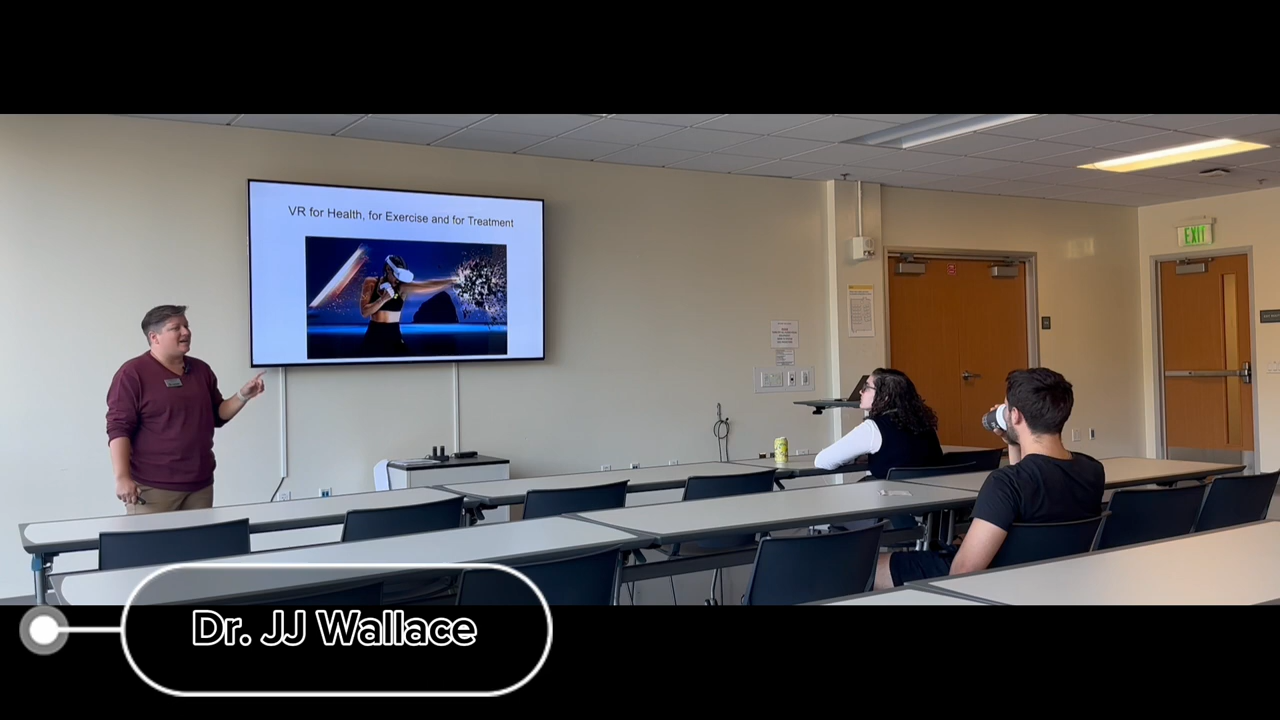 VR for Health, for Exercise and for Treatment
EXIT
Dr. JJ Wallace